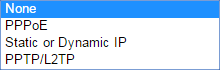 None
PPPoE
Static or Dynamic IP
PPTP/L2TP